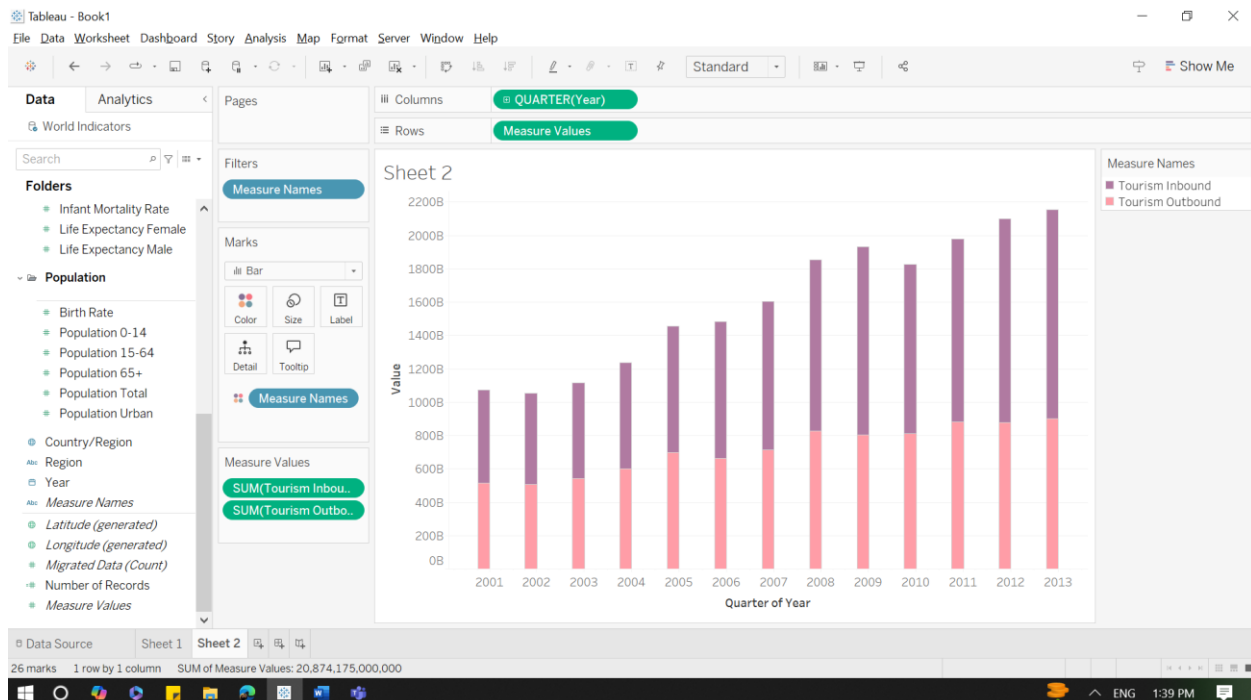 Tableau - Book1
File Data Worksheet Dashboard Story Analysis Map Format Server Window Help
Standard
Show Me
Data Analytics
World Indicators
Search
Folders
Infant Mortality Rate
Life Expectancy Female
Life Expectancy Male
Population
Birth Rate
Population 0-14
Population 15-64
Population 65+
Population Total
Population Urban
Country/Region
Abc Region
Year
Abc Measure Names
Latitude (generated)
Longitude (generated)
Migrated Data (Count)
Number of Records
Measure Values
Pages
Filters
Measure Names
Marks
Bar
Color Size Label
Detail Tooltip
Measure Names
Measure Values
SUM(Tourism Inbou..
SUM(Tourism Outbo..
Columns QUARTER(Year)
Rows Measure Values
Sheet 2
2200B
2000B
1800B
1600B
1400B
1200B
1000B
800B
600B
400B
200B
0B
Value
2001 2002 2003 2004 2005 2006 2007 2008 2009 2010 2011 2012 2013
Quarter of Year
Measure Names
Tourism Inbound
Tourism Outbound
Data Source Sheet 1 Sheet 2
26 marks 1 row by 1 column SUM of Measure Values: 20,874,175,000,000
ENG 1:39 PM